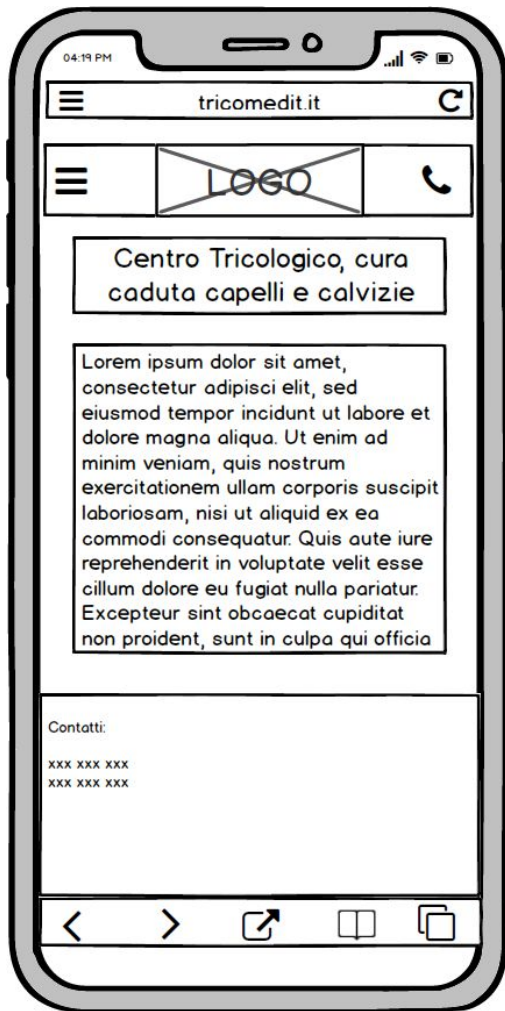 04:19 PM
tricomedit.it
LOGO
Centro Tricologico, cura
caduta capelli e calvizie
Lorem ipsum dolor sit amet,
consectetur adipisci elit, sed
eiusmod tempor incidunt ut labore et
dolore magna aliqua. Ut enim ad
minim veniam, quis nostrum
exercitationem ullam corporis suscipit
laboriosam, nisi ut aliquid ex ea
commodi consequatur. Quis aute iure
reprehenderit in voluptate velit esse
cillum dolore eu fugiat nulla pariatur.
Excepteur sint obcaecat cupiditat
non proident, sunt in culpa qui officia
Contatti:
xxx xxx xxx
xxx xxx xxx